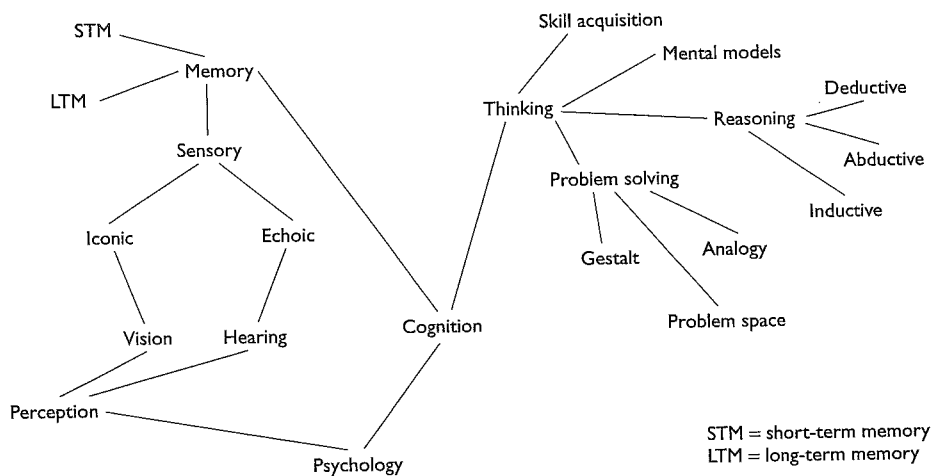 Skill acquisition
STM
Mental models
Memory
Deductive
LTM
Thinking
Reasoning
Sensory
Abductive
Problem solving
Inductive
Iconic
Echoic
Analogy
Gestalt
Problem space
Cognition
Vision
Hearing
Perception
STM = short-term memory
LTM = long-term memory
Psychology